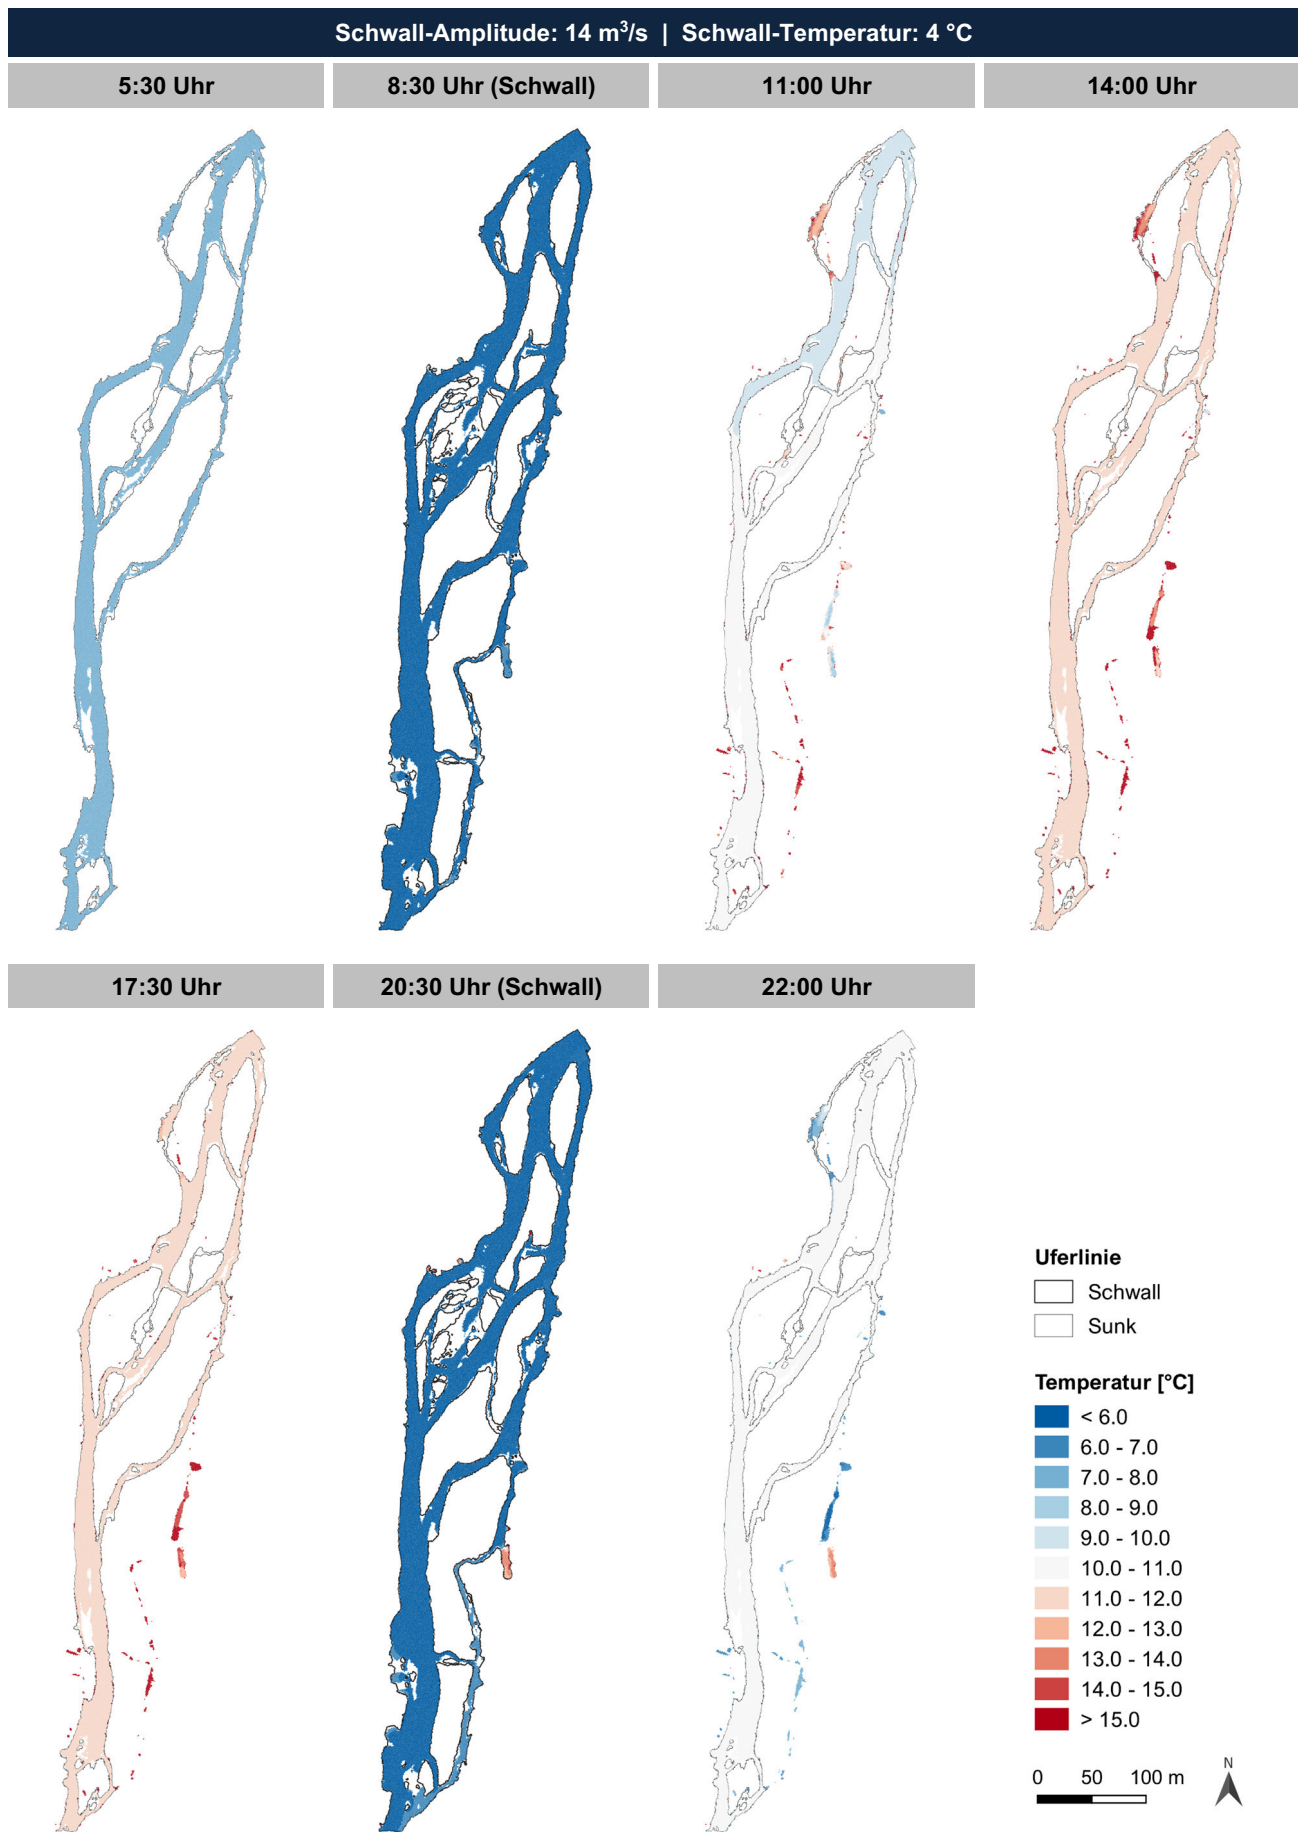 Schwall-Amplitude: 14 m³/s | Schwall-Temperatur: 4 °C
5:30 Uhr
8:30 Uhr (Schwall)
11:00 Uhr
14:00 Uhr
17:30 Uhr
20:30 Uhr (Schwall)
22:00 Uhr
Uferlinie
Schwall
Sunk
Temperatur [°C]
< 6.0
6.0 - 7.0
7.0 - 8.0
8.0 - 9.0
9.0 - 10.0
10.0 - 11.0
11.0 - 12.0
12.0 - 13.0
13.0 - 14.0
14.0 - 15.0
> 15.0
0 50 100 m
N